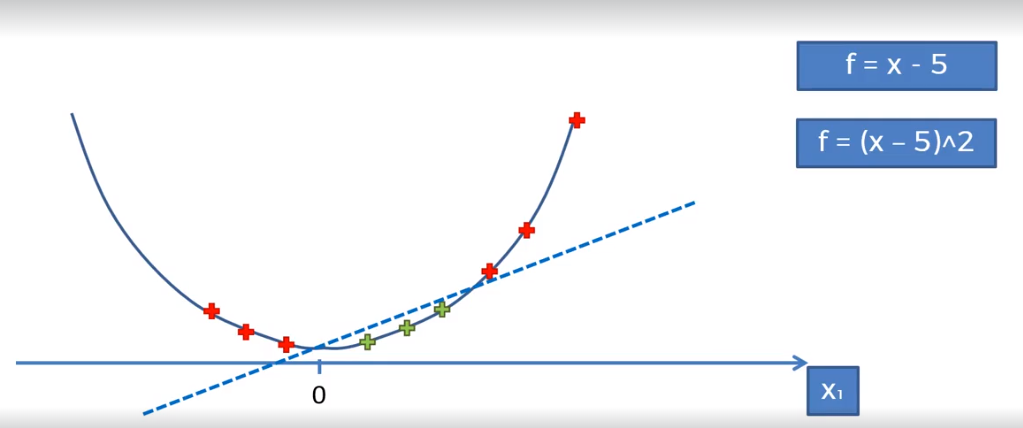 f = x - 5
f = (x – 5)^2
0
x₁